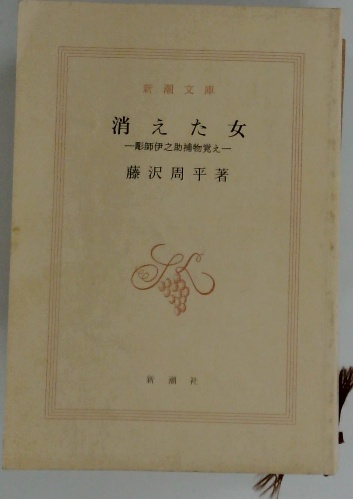 新潮文庫
消えた女
―彫師伊之助捕物覚え―
藤沢周平著
新潮社